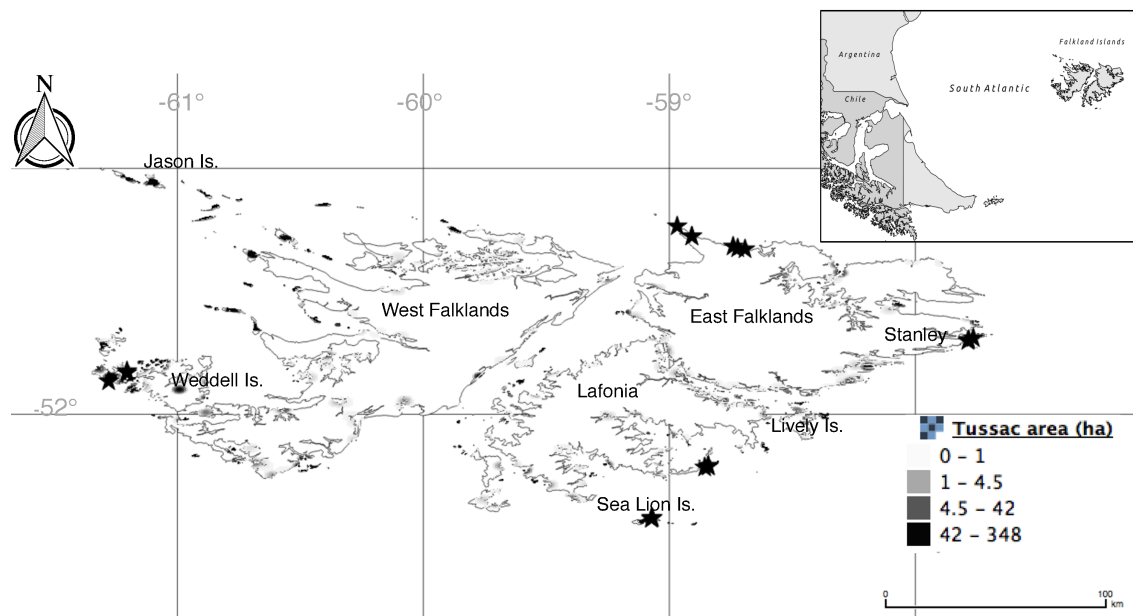 Argentina
Falkland Islands
South Atlantic
Chile
N
-61°
-60°
-59°
Jason Is.
West Falklands
East Falklands
Stanley
Weddell Is.
Lafonia
-52°
Lively Is.
Sea Lion Is.
Tussac area (ha)
0 – 1
1 – 4.5
4.5 – 42
42 – 348
0
100
km